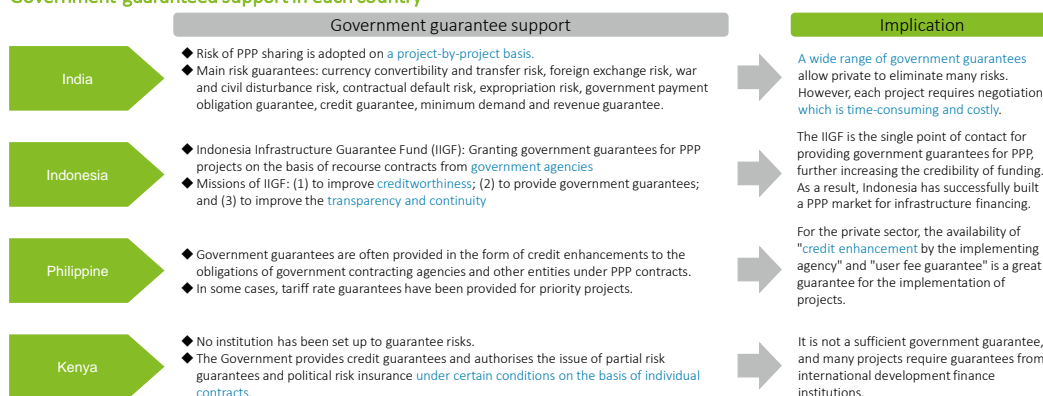 Government-guaranteed support in each country
Government guarantee support
Implication
India
◆ Risk of PPP sharing is adopted on a project-by-project basis.
◆ Main risk guarantees: currency convertibility and transfer risk, foreign exchange risk, war
and civil disturbance risk, contractual default risk, expropriation risk, government payment
obligation guarantee, credit guarantee, minimum demand and revenue guarantee.
A wide range of government guarantees
allow private to eliminate many risks.
However, each project requires negotiation
which is time-consuming and costly.
Indonesia
◆ Indonesia Infrastructure Guarantee Fund (IIGF): Granting government guarantees for PPP
projects on the basis of recourse contracts from government agencies
◆ Missions of IIGF: (1) to improve creditworthiness; (2) to provide government guarantees;
and (3) to improve the transparency and continuity
The IIGF is the single point of contact for
providing government guarantees for PPP,
further increasing the credibility of funding.
As a result, Indonesia has successfully built
a PPP market for infrastructure financing.
Philippine
◆ Government guarantees are often provided in the form of credit enhancements to the
obligations of government contracting agencies and other entities under PPP contracts.
◆ In some cases, tariff rate guarantees have been provided for priority projects.
For the private sector, the availability of
"credit enhancement by the implementing
agency" and "user fee guarantee" is a great
guarantee for the implementation of
projects.
Kenya
◆ No institution has been set up to guarantee risks.
◆ The Government provides credit guarantees and authorises the issue of partial risk
guarantees and political risk insurance under certain conditions on the basis of individual
contracts.
It is not a sufficient government guarantee,
and many projects require guarantees from
international development finance
institutions.